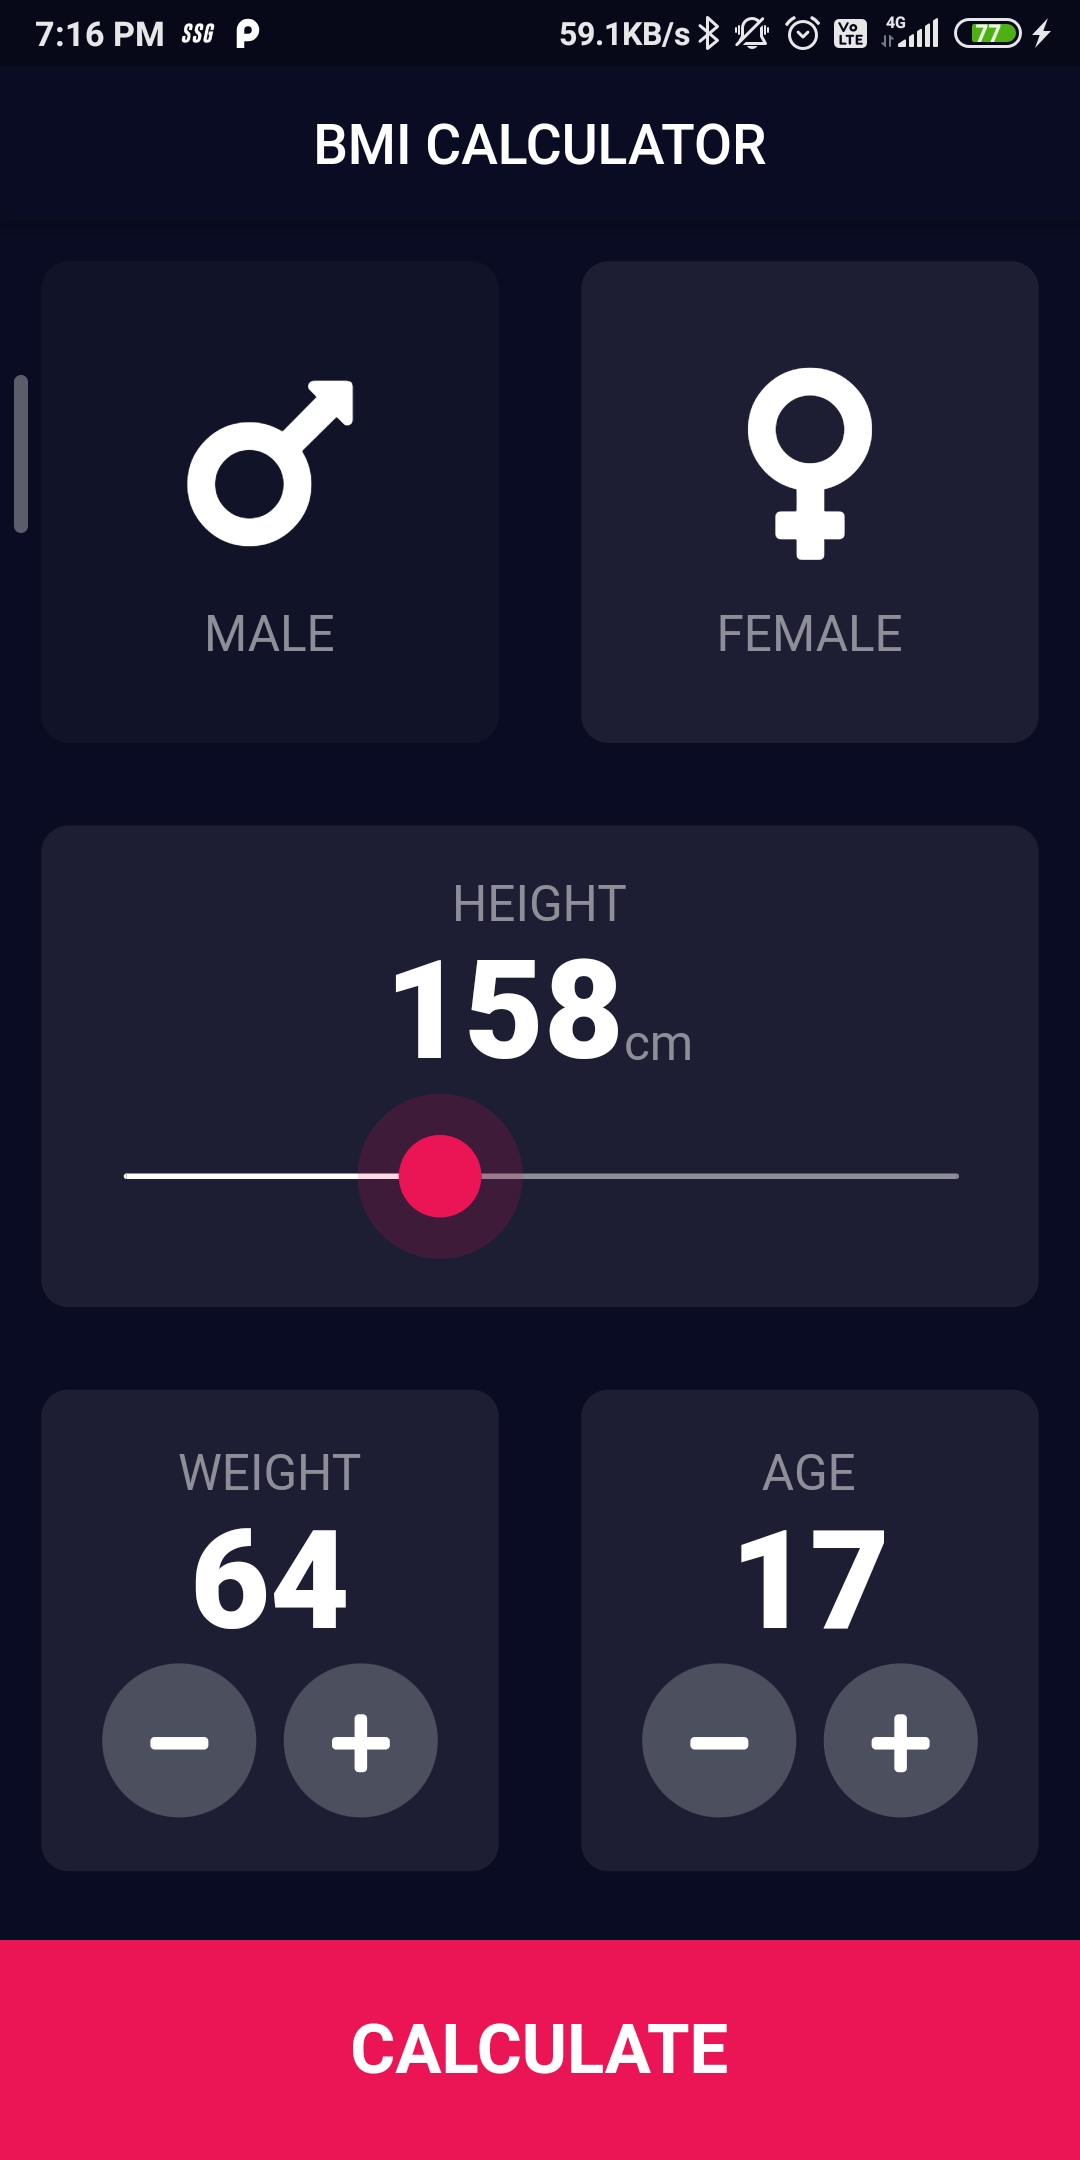 7:16 PM SSG 59.1KB/s Vo LTE 4G 77
BMI CALCULATOR
MALE
FEMALE
HEIGHT
158cm
WEIGHT
64
AGE
17
CALCULATE